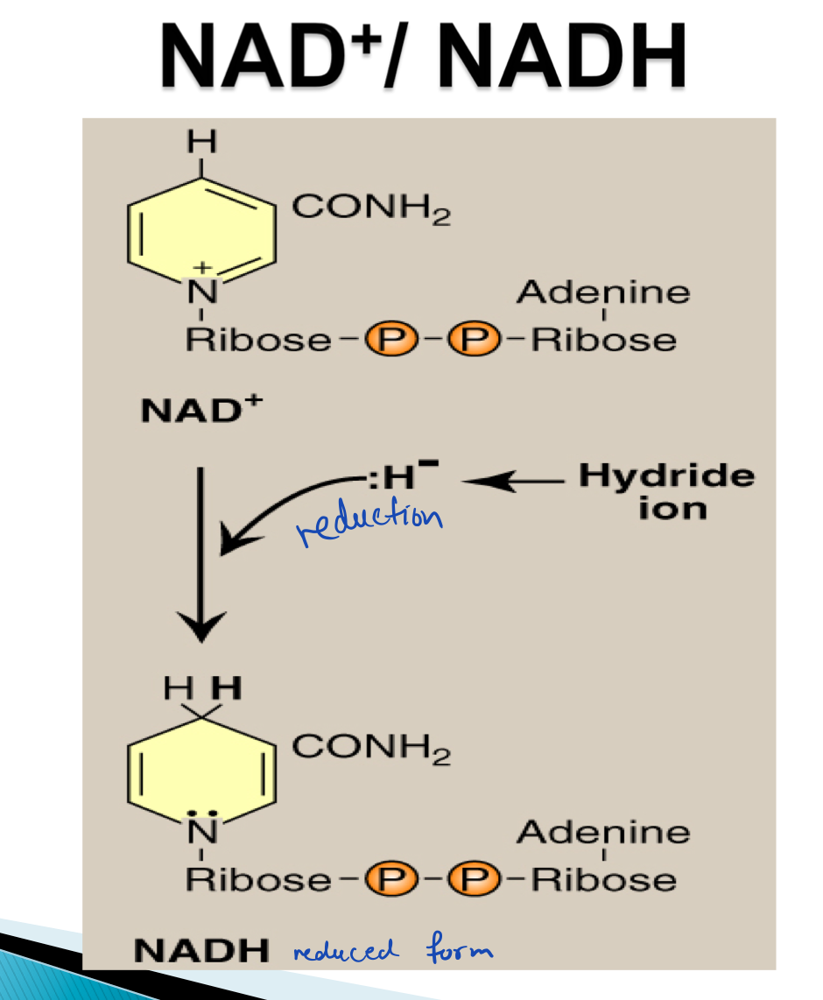 NAD⁺/ NADH
H
CONH₂
+
N
Adenine
Ribose – P – P – Ribose
NAD⁺
:H⁻
Hydride
ion
reduction
H H
CONH₂
N
Adenine
Ribose – P – P – Ribose
NADH reduced form